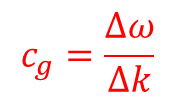 c_g = Δω / Δk